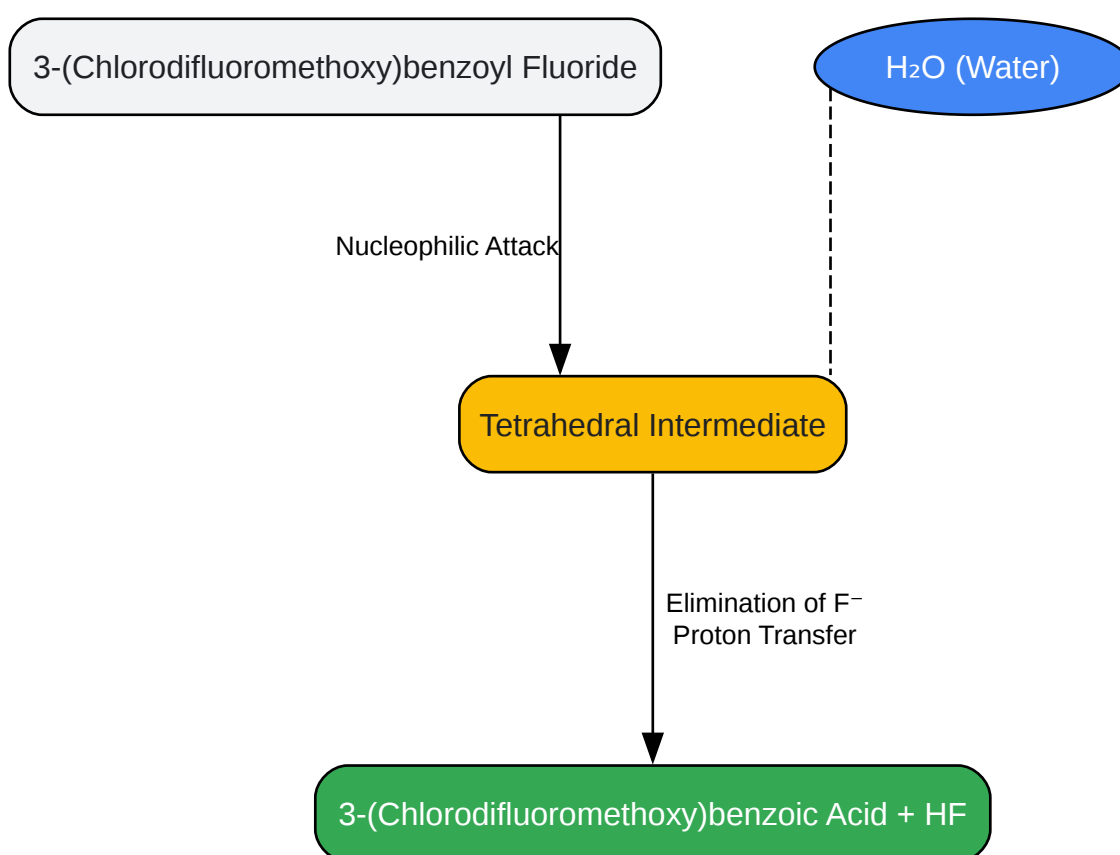 3-(Chlorodifluoromethoxy)benzoyl Fluoride
H₂O (Water)
Nucleophilic Attack
Tetrahedral Intermediate
Elimination of F⁻
Proton Transfer
3-(Chlorodifluoromethoxy)benzoic Acid + HF